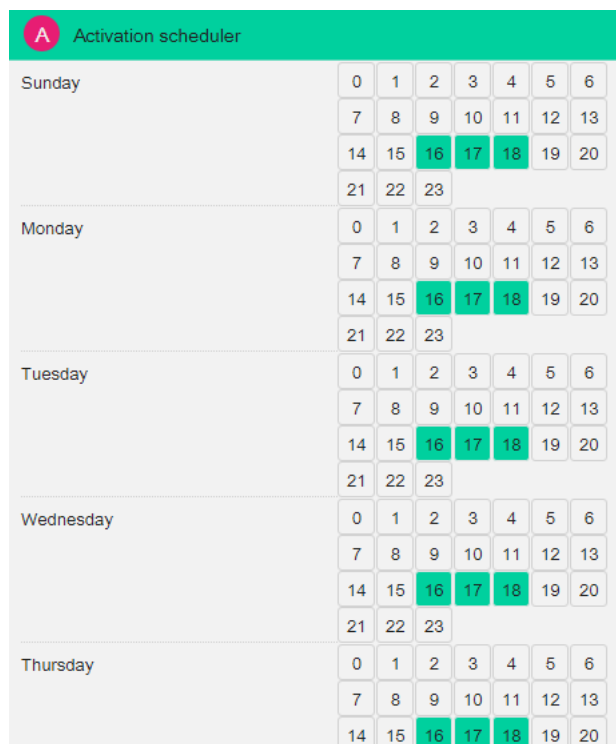 A Activation scheduler
Sunday 0 1 2 3 4 5 6
7 8 9 10 11 12 13
14 15 16 17 18 19 20
21 22 23
Monday 0 1 2 3 4 5 6
7 8 9 10 11 12 13
14 15 16 17 18 19 20
21 22 23
Tuesday 0 1 2 3 4 5 6
7 8 9 10 11 12 13
14 15 16 17 18 19 20
21 22 23
Wednesday 0 1 2 3 4 5 6
7 8 9 10 11 12 13
14 15 16 17 18 19 20
21 22 23
Thursday 0 1 2 3 4 5 6
7 8 9 10 11 12 13
14 15 16 17 18 19 20